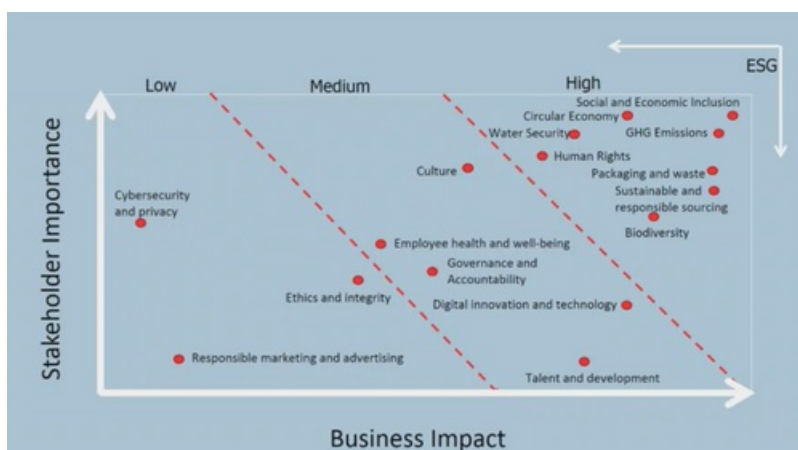 ESG
Low
Medium
High
Social and Economic Inclusion
Circular Economy
Water Security
GHG Emissions
Human Rights
Culture
Packaging and waste
Sustainable and
responsible sourcing
Cybersecurity
and privacy
Biodiversity
Employee health and well-being
Governance and
Accountability
Ethics and integrity
Digital innovation and technology
Responsible marketing and advertising
Talent and development
Stakeholder Importance
Business Impact